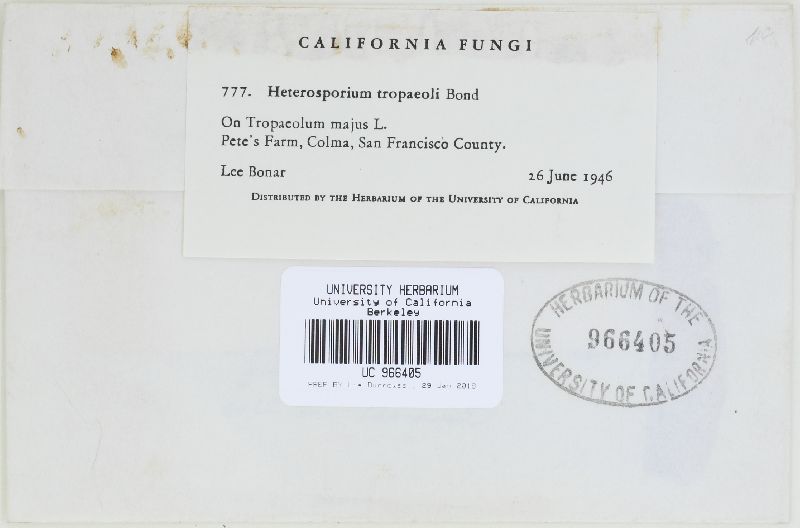 CALIFORNIA FUNGI
777. Heterosporium tropaeoli Bond
On Tropaeolum majus L.
Pete's Farm, Colma, San Francisco County.
Lee Bonar 26 June 1946
DISTRIBUTED BY THE HERBARIUM OF THE UNIVERSITY OF CALIFORNIA
UNIVERSITY HERBARIUM
University of California
Berkeley
UC 966405
29 Jan
HERBARIUM OF THE
966405
UNIVERSITY OF CALIFORNIA